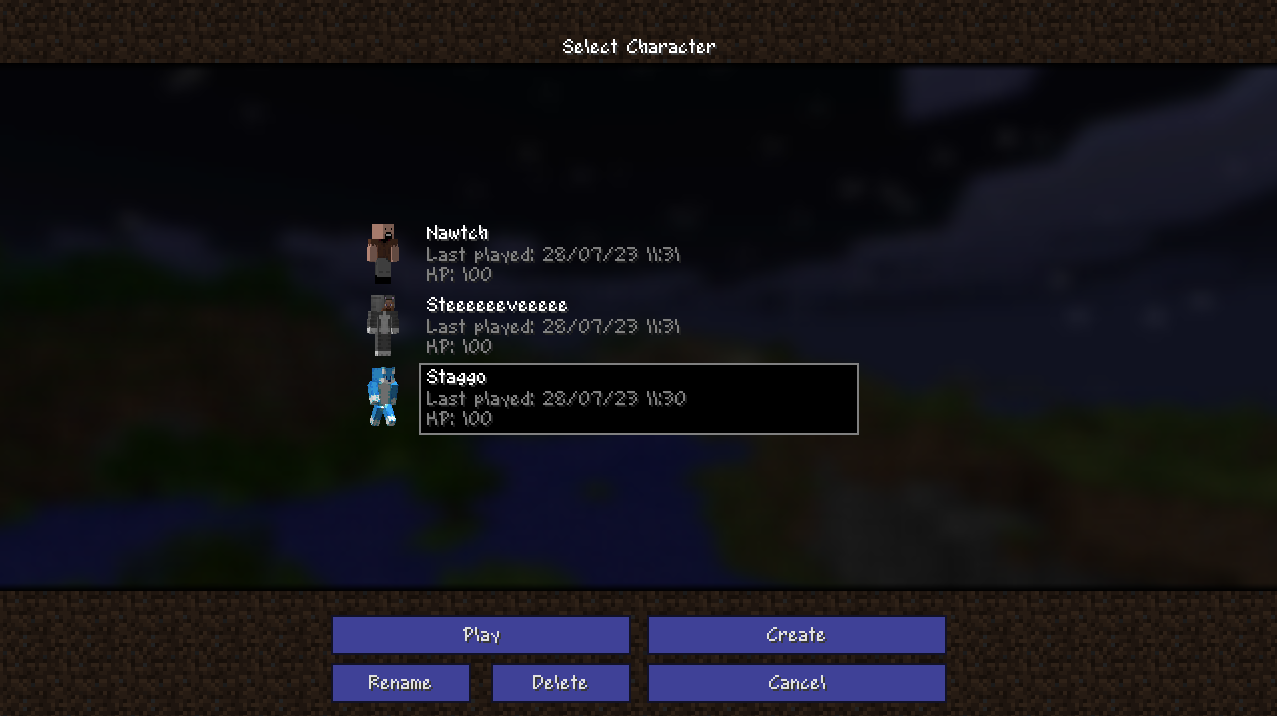 Select Character
Nawtch
Last played: 28/07/23 11:31
HP: 100
Steeeeeeveeeee
Last played: 28/07/23 11:31
HP: 100
Staggo
Last played: 28/07/23 11:30
HP: 100
Play
Create
Rename
Delete
Cancel